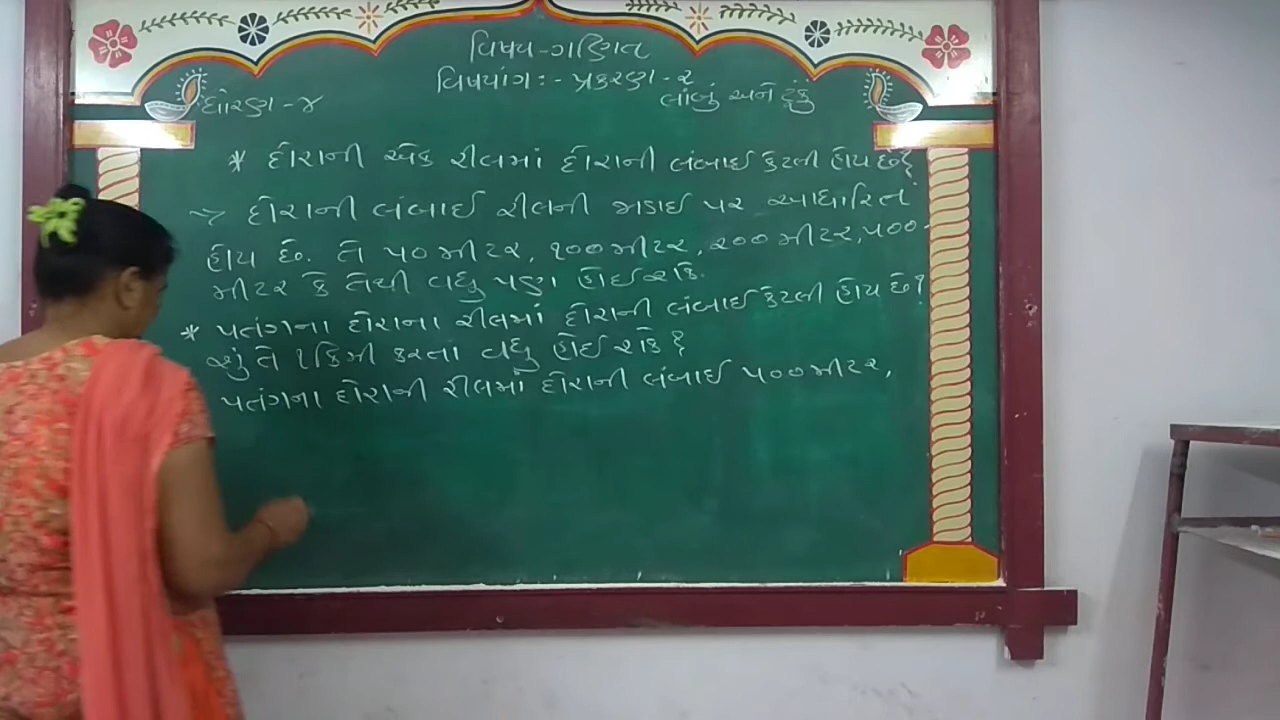 વિષય-ગણિત
વિષયાંગ:- પ્રકરણ-૨
ધોરણ-૪
લાંબું અને ટૂંકું
* દોરાની એક રીલમાં દોરાની લંબાઈ કેટલી હોય છે?
→ દોરાની લંબાઈ રીલની જાડાઈ પર આધારિત
હોય છે. તે ૫૦ મીટર, ૧૦૦ મીટર, ૨૦૦ મીટર, ૫૦૦-
મીટર કે તેથી વધુ પણ હોઈ શકે.
* પતંગના દોરાના રીલમાં દોરાની લંબાઈ કેટલી હોય છે?
શું તે ૧ કિમી કરતા વધુ હોઈ શકે?
પતંગના દોરાની રીલમાં દોરાની લંબાઈ ૫૦૦ મીટર,